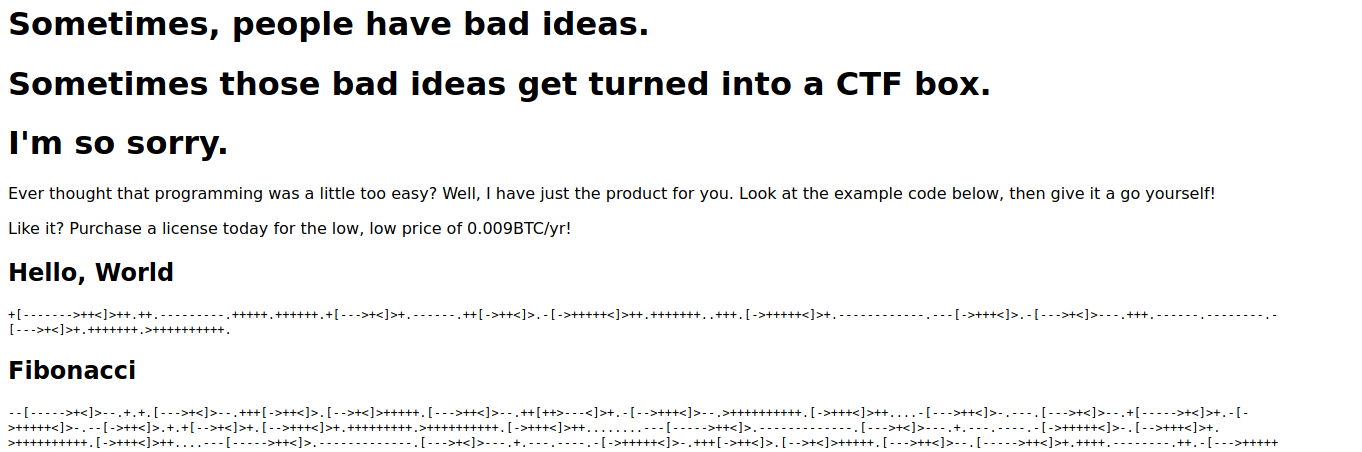 Sometimes, people have bad ideas.
Sometimes those bad ideas get turned into a CTF box.
I'm so sorry.
Ever thought that programming was a little too easy? Well, I have just the product for you. Look at the example code below, then give it a go yourself!
Like it? Purchase a license today for the low, low price of 0.009BTC/yr!
Hello, World
+[------->++<]>++.++.---------.+++++.++++++.+[--->+<]>+.------.++[->++<]>.-[->+++++<]>++.+++++++..+++.[->+++++<]>+.------------.---[->+++<]>.-[--->+<]>---.+++.------.--------.-
[--->+<]>+.+++++++.>++++++++++.
Fibonacci
--[----->+<]>--.+.+.[--->+<]>--.+++[->++<]>.[-->+<]>+++++.[--->++<]>--.++[++>---<]>+.-[-->+++<]>--.>++++++++++.[->+++<]>++....-[--->++<]>-.---.[--->+<]>--.+[----->+<]>+.-[-
>+++++<]>-.--[->++<]>.+.+[-->+<]>+.[-->+++<]>+.+++++++++.>++++++++++.[->+++<]>++........---[----->++<]>.-------------.[--->+<]>---.+.---.----.-[->+++++<]>-.[-->+++<]>+.
>++++++++++.[->+++<]>++....---[----->++<]>.-------------.[--->+<]>---.+.---.----.-[->+++++<]>-.+++[->++<]>.[-->+<]>+++++.[--->++<]>--.[----->++<]>+.++++.--------.++.-[--->+++++